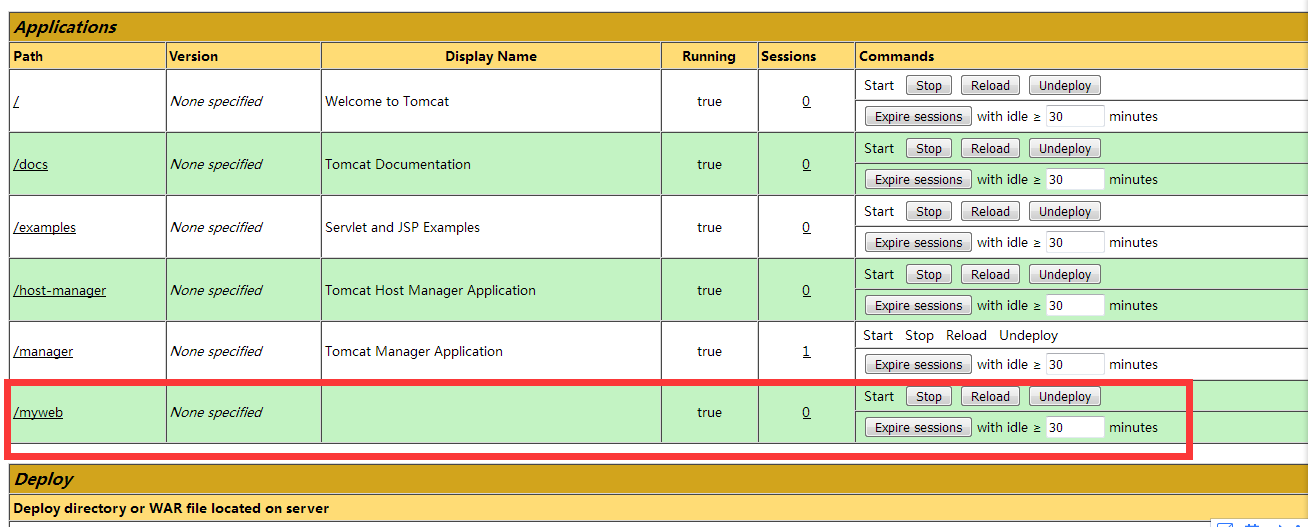 Applications
Path Version Display Name Running Sessions Commands
/ None specified Welcome to Tomcat true 0 Start Stop Reload Undeploy
Expire sessions with idle ≥ 30 minutes
/docs None specified Tomcat Documentation true 0 Start Stop Reload Undeploy
Expire sessions with idle ≥ 30 minutes
/examples None specified Servlet and JSP Examples true 0 Start Stop Reload Undeploy
Expire sessions with idle ≥ 30 minutes
/host-manager None specified Tomcat Host Manager Application true 0 Start Stop Reload Undeploy
Expire sessions with idle ≥ 30 minutes
/manager None specified Tomcat Manager Application true 1 Start Stop Reload Undeploy
Expire sessions with idle ≥ 30 minutes
/myweb None specified true 0 Start Stop Reload Undeploy
Expire sessions with idle ≥ 30 minutes
Deploy
Deploy directory or WAR file located on server